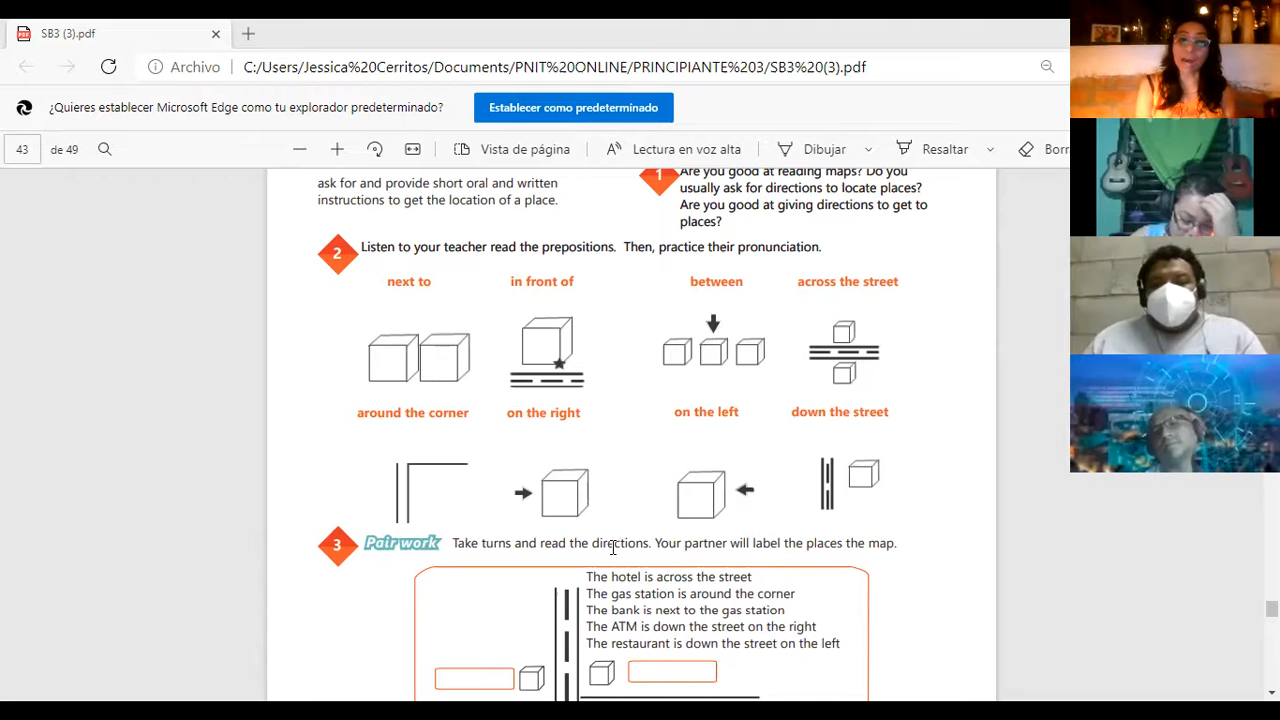 SB3 (3).pdf
Archivo C:/Users/Jessica%20Cerritos/Documents/PNIT%20ONLINE/PRINCIPIANTE%203/SB3%20(3).pdf
¿Quieres establecer Microsoft Edge como tu explorador predeterminado? Establecer como predeterminado
43 de 49 Vista de página Lectura en voz alta Dibujar Resaltar Borr
ask for and provide short oral and written
instructions to get the location of a place.
1 Are you good at reading maps? Do you
usually ask for directions to locate places?
Are you good at giving directions to get to
places?
2 Listen to your teacher read the prepositions. Then, practice their pronunciation.
next to in front of between across the street
around the corner on the right on the left down the street
3 Pair work Take turns and read the directions. Your partner will label the places the map.
The hotel is across the street
The gas station is around the corner
The bank is next to the gas station
The ATM is down the street on the right
The restaurant is down the street on the left